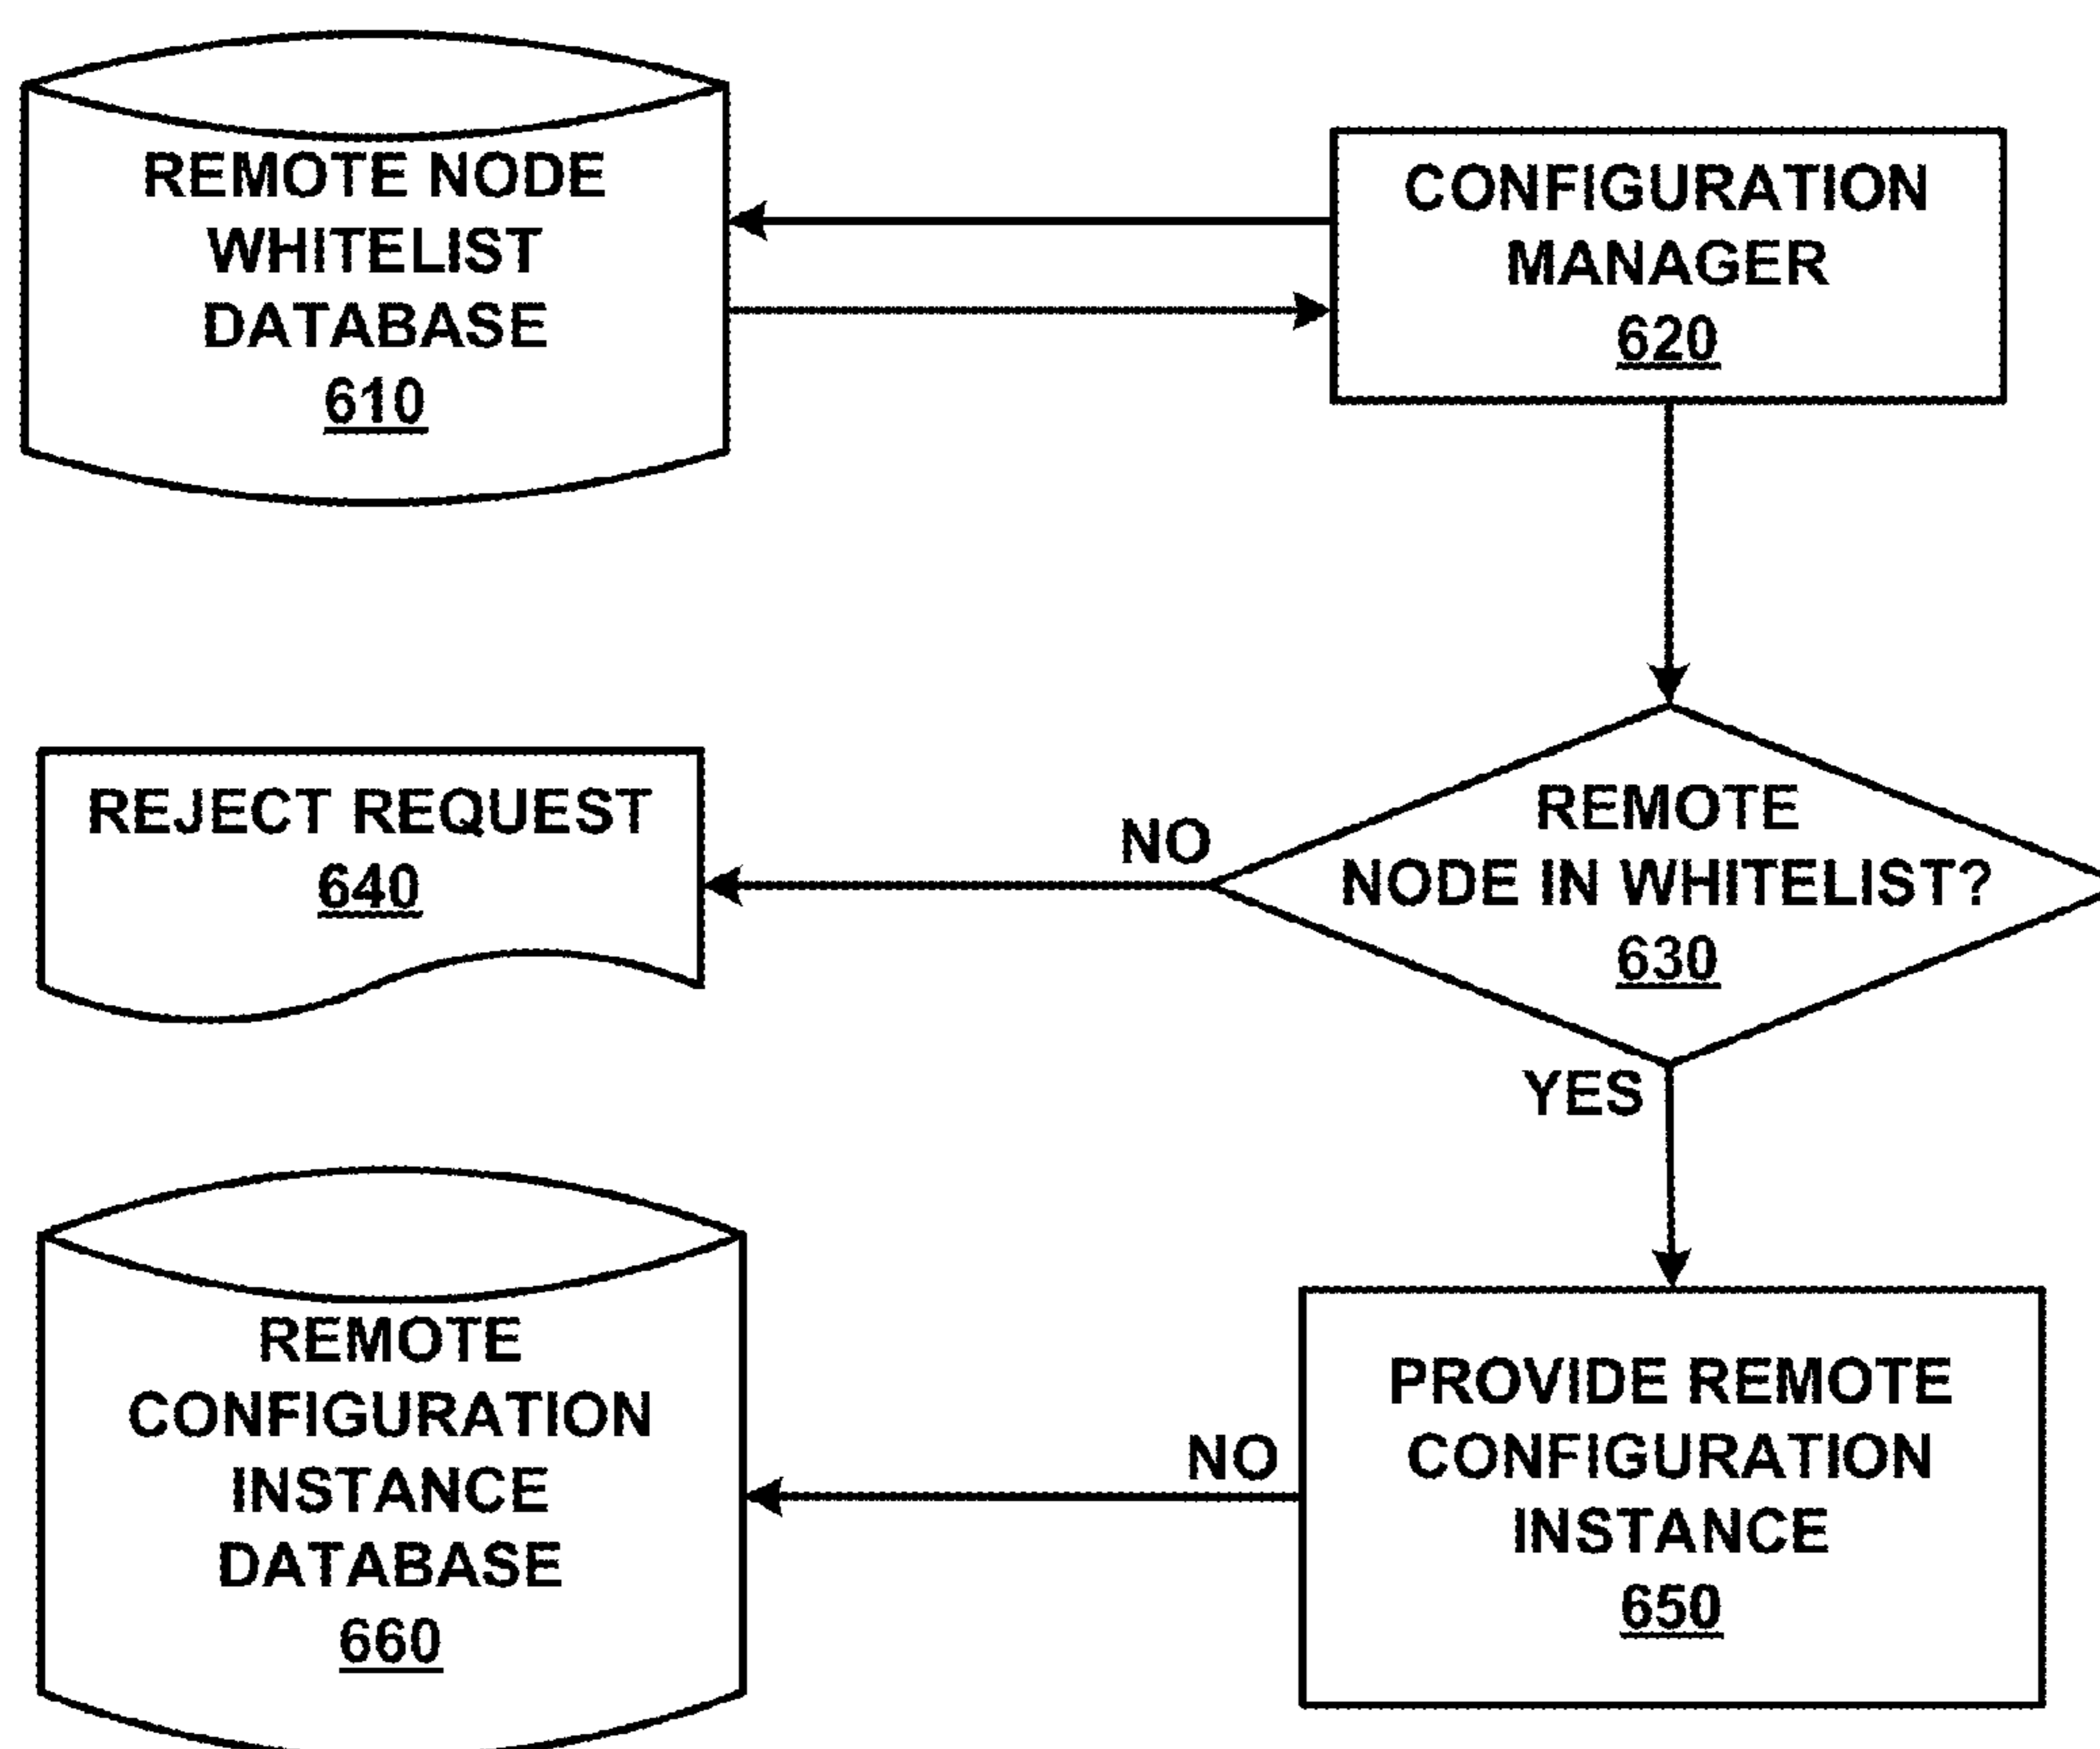 REMOTE NODE
WHITELIST
DATABASE
610
CONFIGURATION
MANAGER
620
REJECT REQUEST
640
NO
REMOTE
NODE IN WHITELIST?
630
YES
REMOTE
CONFIGURATION
INSTANCE
DATABASE
660
NO
PROVIDE REMOTE
CONFIGURATION
INSTANCE
650